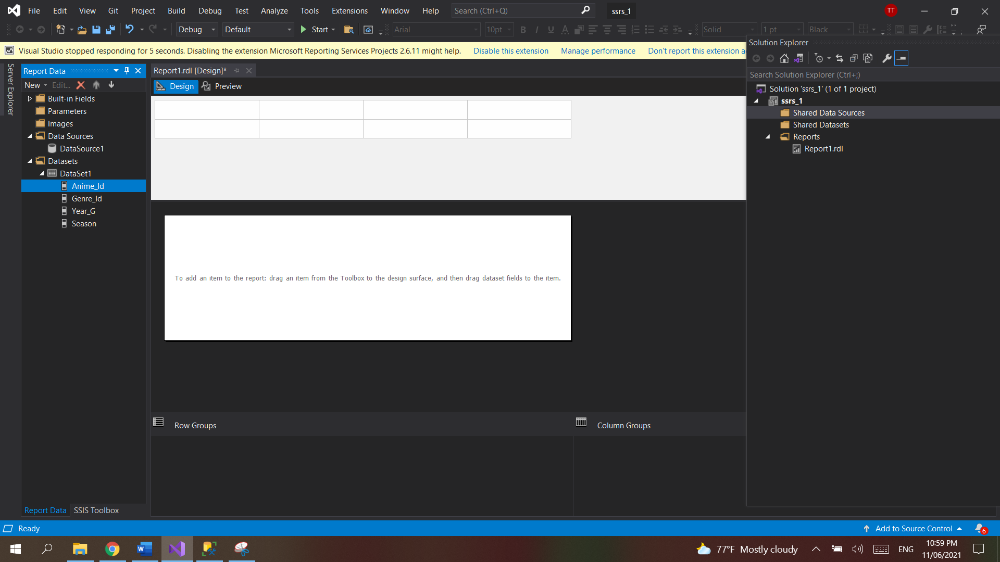 File Edit View Git Project Build Debug Test Analyze Tools Extensions Window Help Search (Ctrl+Q) ssrs_1 TT
Debug Default Start Arial 10pt B I U A Solid 1 pt Black
Visual Studio stopped responding for 5 seconds. Disabling the extension Microsoft Reporting Services Projects 2.6.11 might help. Disable this extension Manage performance Don't report this extension
Server Explorer
Report Data
New Edit...
Built-in Fields
Parameters
Images
Data Sources
DataSource1
Datasets
DataSet1
Anime_Id
Genre_Id
Year_G
Season
Report Data SSIS Toolbox
Report1.rdl [Design]*
Design Preview
To add an item to the report: drag an item from the Toolbox to the design surface, and then drag dataset fields to the item.
Row Groups Column Groups
Solution Explorer
Search Solution Explorer (Ctrl+;)
Solution 'ssrs_1' (1 of 1 project)
ssrs_1
Shared Data Sources
Shared Datasets
Reports
Report1.rdl
Ready Add to Source Control 6
77°F Mostly cloudy ENG 10:59 PM
11/06/2021